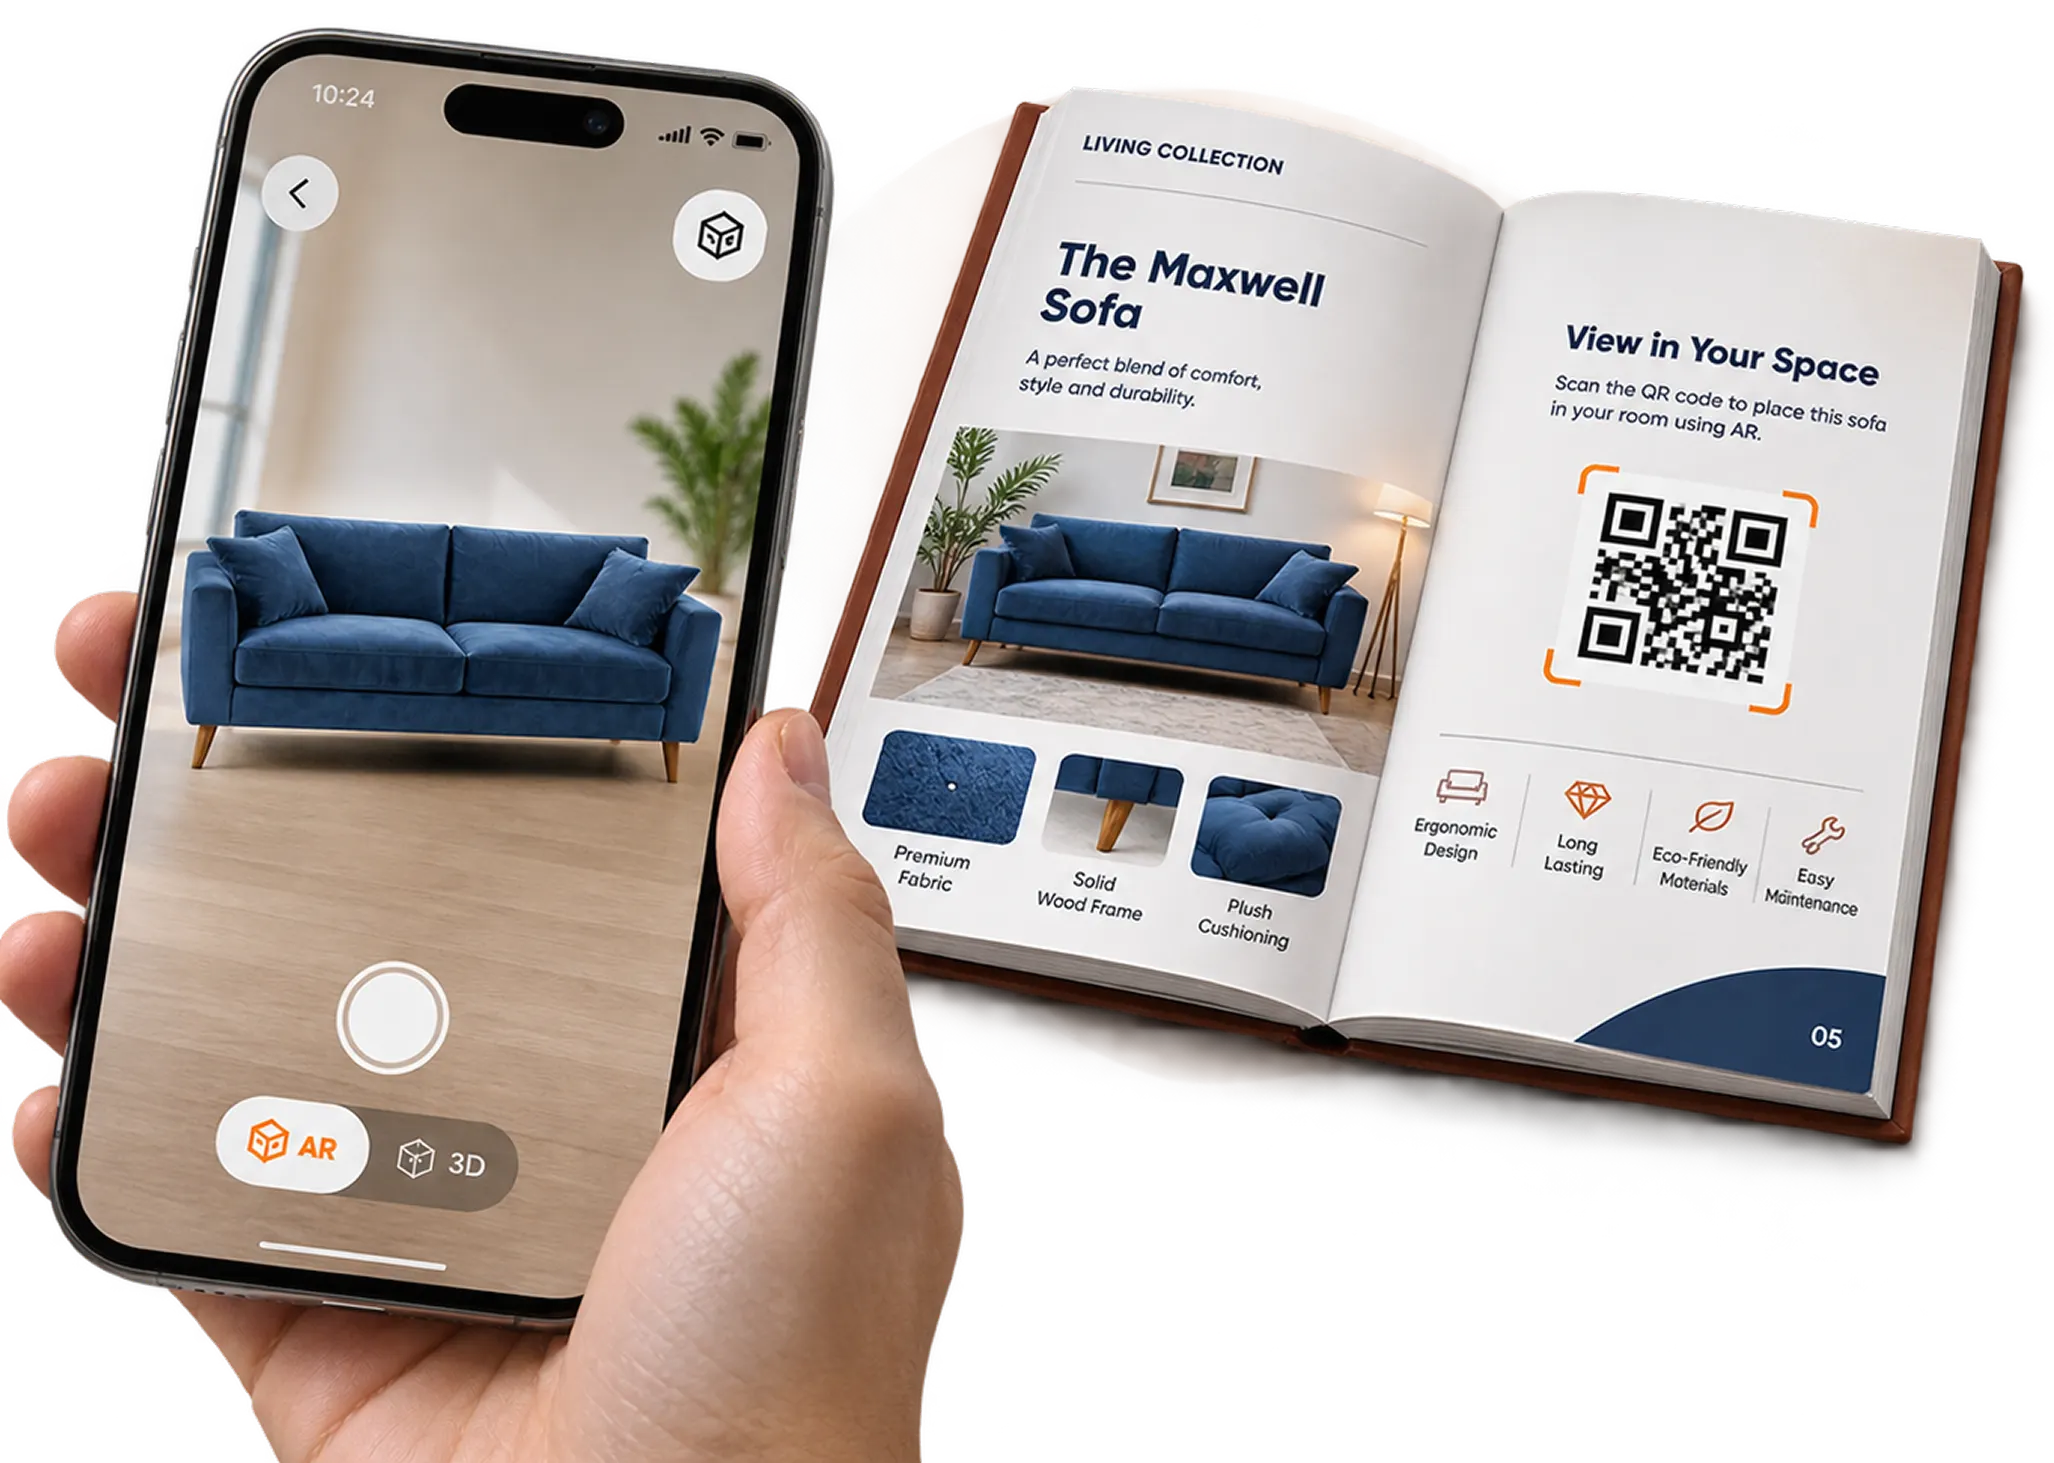 10:24
AR
3D
LIVING COLLECTION
The Maxwell
Sofa
A perfect blend of comfort,
style and durability.
Premium
Fabric
Solid
Wood Frame
Plush
Cushioning
View in Your Space
Scan the QR code to place this sofa
in your room using AR.
Ergonomic
Design
Long
Lasting
Eco-Friendly
Materials
Easy
Maintenance
05